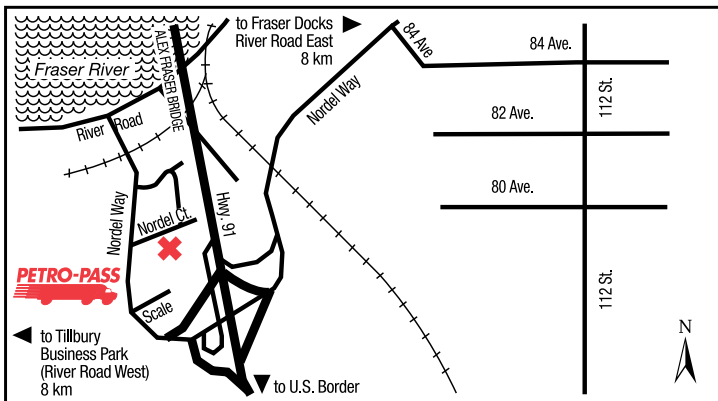 to Fraser Docks
River Road East
8 km
84 Ave
84 Ave.
ALEX FRASER BRIDGE
Fraser River
Nordel Way
112 St.
82 Ave.
River Road
80 Ave.
Nordel Way
Nordel Ct.
Hwy. 91
PETRO-PASS
112 St.
Scale
N
to Tillbury
Business Park
(River Road West)
8 km
to U.S. Border